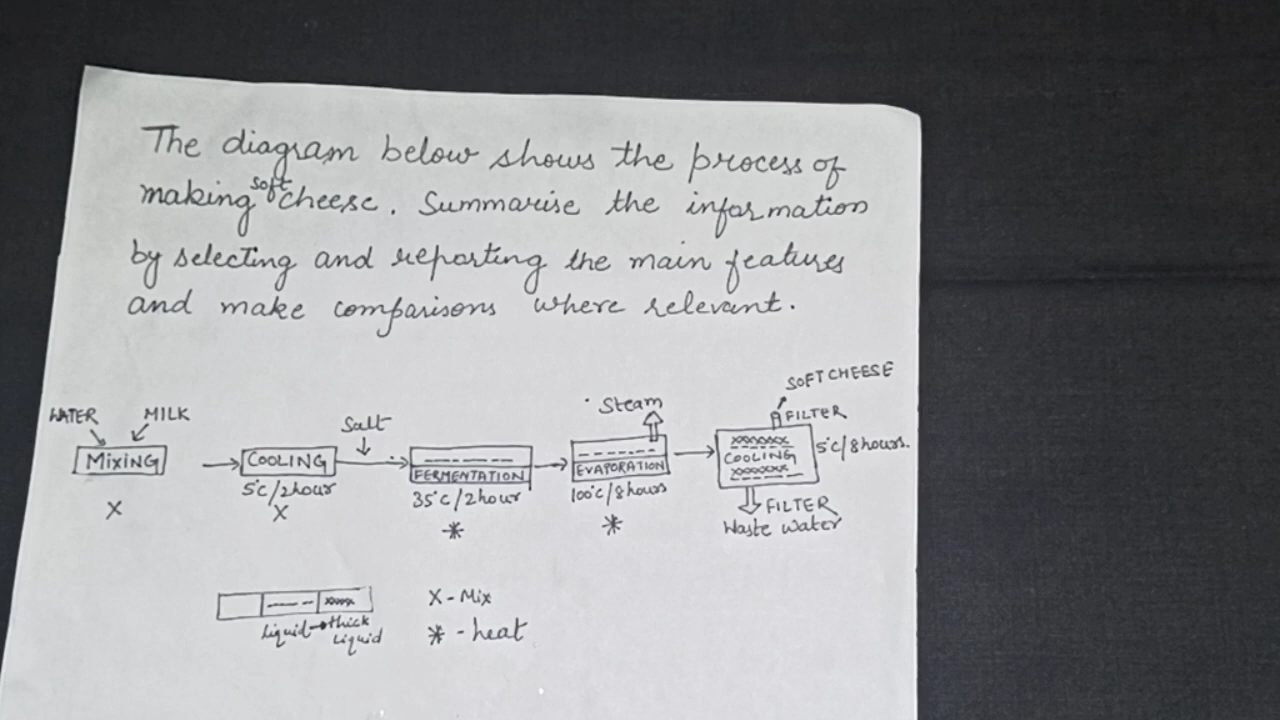 The diagram below shows the process of
making soft cheese. Summarise the information
by selecting and reporting the main features
and make comparisons where relevant.
SOFT CHEESE
Steam
WATER MILK
Salt
FILTER
MIXING
COOLING
FERMENTATION
EVAPORATION
COOLING
5°C/8hours.
5°C/2hour
35°C/2hour
100°C/8hours
X
X
*
*
FILTER
Waste water
X - Mix
* - heat
liquid → thick
liquid